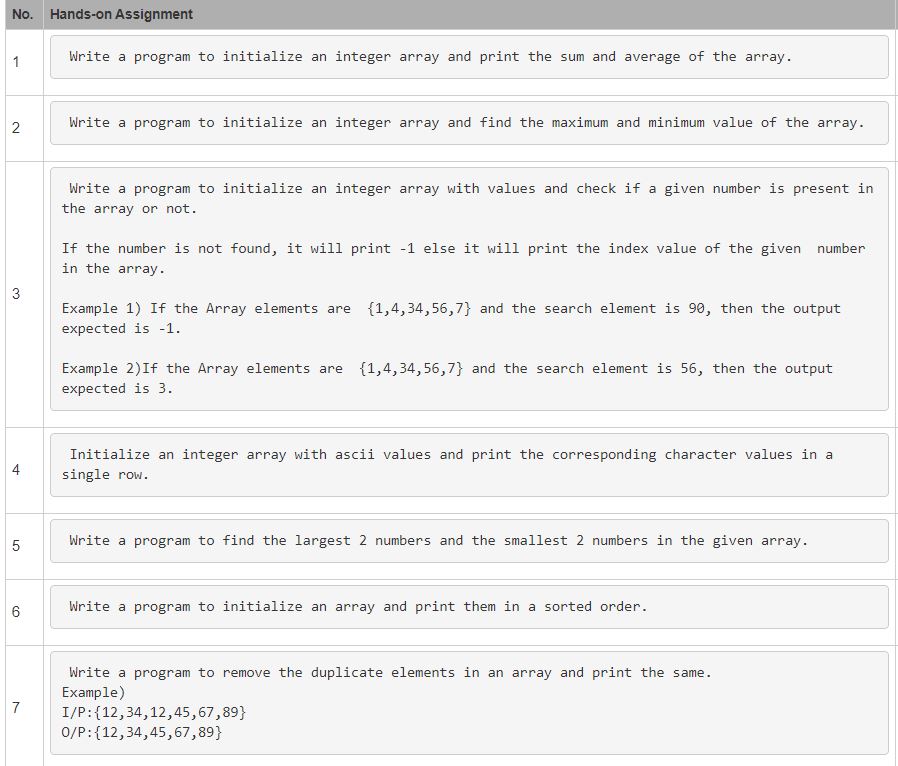 No. Hands-on Assignment
1
Write a program to initialize an integer array and print the sum and average of the array.
2
Write a program to initialize an integer array and find the maximum and minimum value of the array.
3
Write a program to initialize an integer array with values and check if a given number is present in
the array or not.
If the number is not found, it will print -1 else it will print the index value of the given  number
in the array.
Example 1) If the Array elements are  {1,4,34,56,7} and the search element is 90, then the output
expected is -1.
Example 2)If the Array elements are  {1,4,34,56,7} and the search element is 56, then the output
expected is 3.
4
Initialize an integer array with ascii values and print the corresponding character values in a
single row.
5
Write a program to find the largest 2 numbers and the smallest 2 numbers in the given array.
6
Write a program to initialize an array and print them in a sorted order.
7
Write a program to remove the duplicate elements in an array and print the same.
Example)
I/P:{12,34,12,45,67,89}
O/P:{12,34,45,67,89}